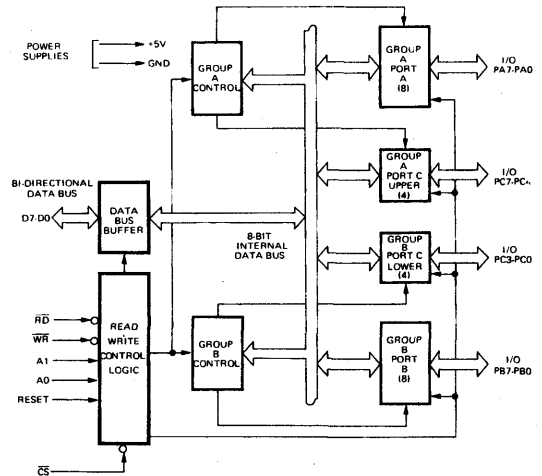 POWER
SUPPLIES
+5V
GND
GROUP
A
CONTROL
GROUP
A
PORT
A
(8)
I/O
PA7-PA0
GROUP
A
PORT C
UPPER
(4)
I/O
PC7-PC4
BI-DIRECTIONAL
DATA BUS
D7-D0
DATA
BUS
BUFFER
8-BIT
INTERNAL
DATA BUS
GROUP
B
PORT C
LOWER
(4)
I/O
PC3-PC0
RD
WR
A1
A0
RESET
CS
READ
WRITE
CONTROL
LOGIC
GROUP
B
CONTROL
GROUP
B
PORT
B
(8)
I/O
PB7-PB0